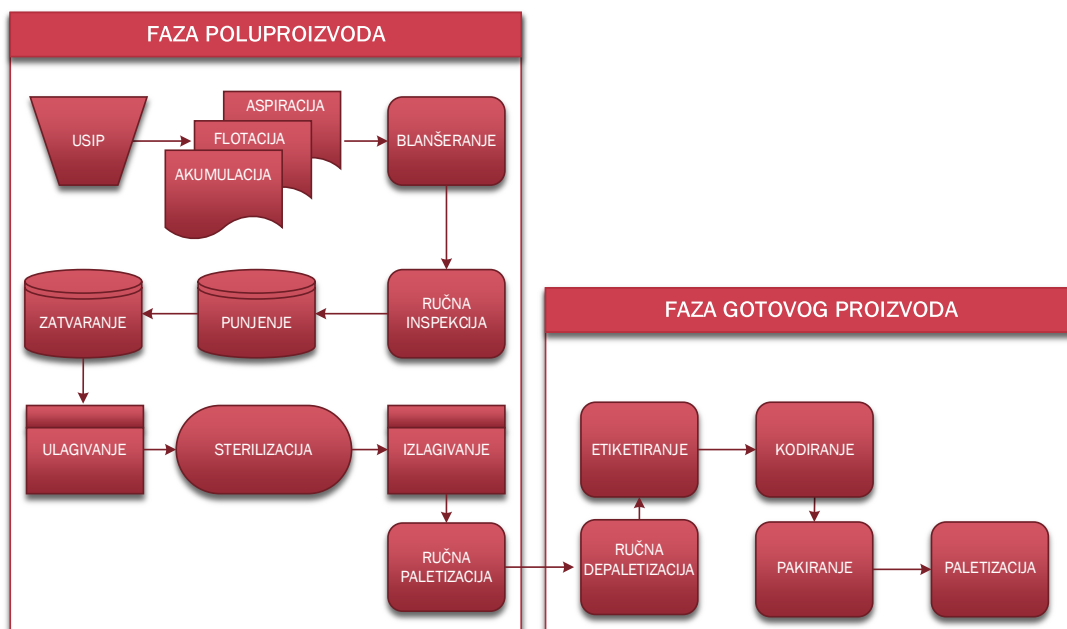 FAZA POLUPROIZVODA
USIP
ASPIRACIJA
FLOTACIJA
AKUMULACIJA
BLANŠERANJE
ZATVARANJE
PUNJENJE
RUČNA
INSPEKCIJA
ULAGIVANJE
STERILIZACIJA
IZLAGIVANJE
RUČNA
PALETIZACIJA
FAZA GOTOVOG PROIZVODA
ETIKETIRANJE
KODIRANJE
RUČNA
DEPALETIZACIJA
PAKIRANJE
PALETIZACIJA